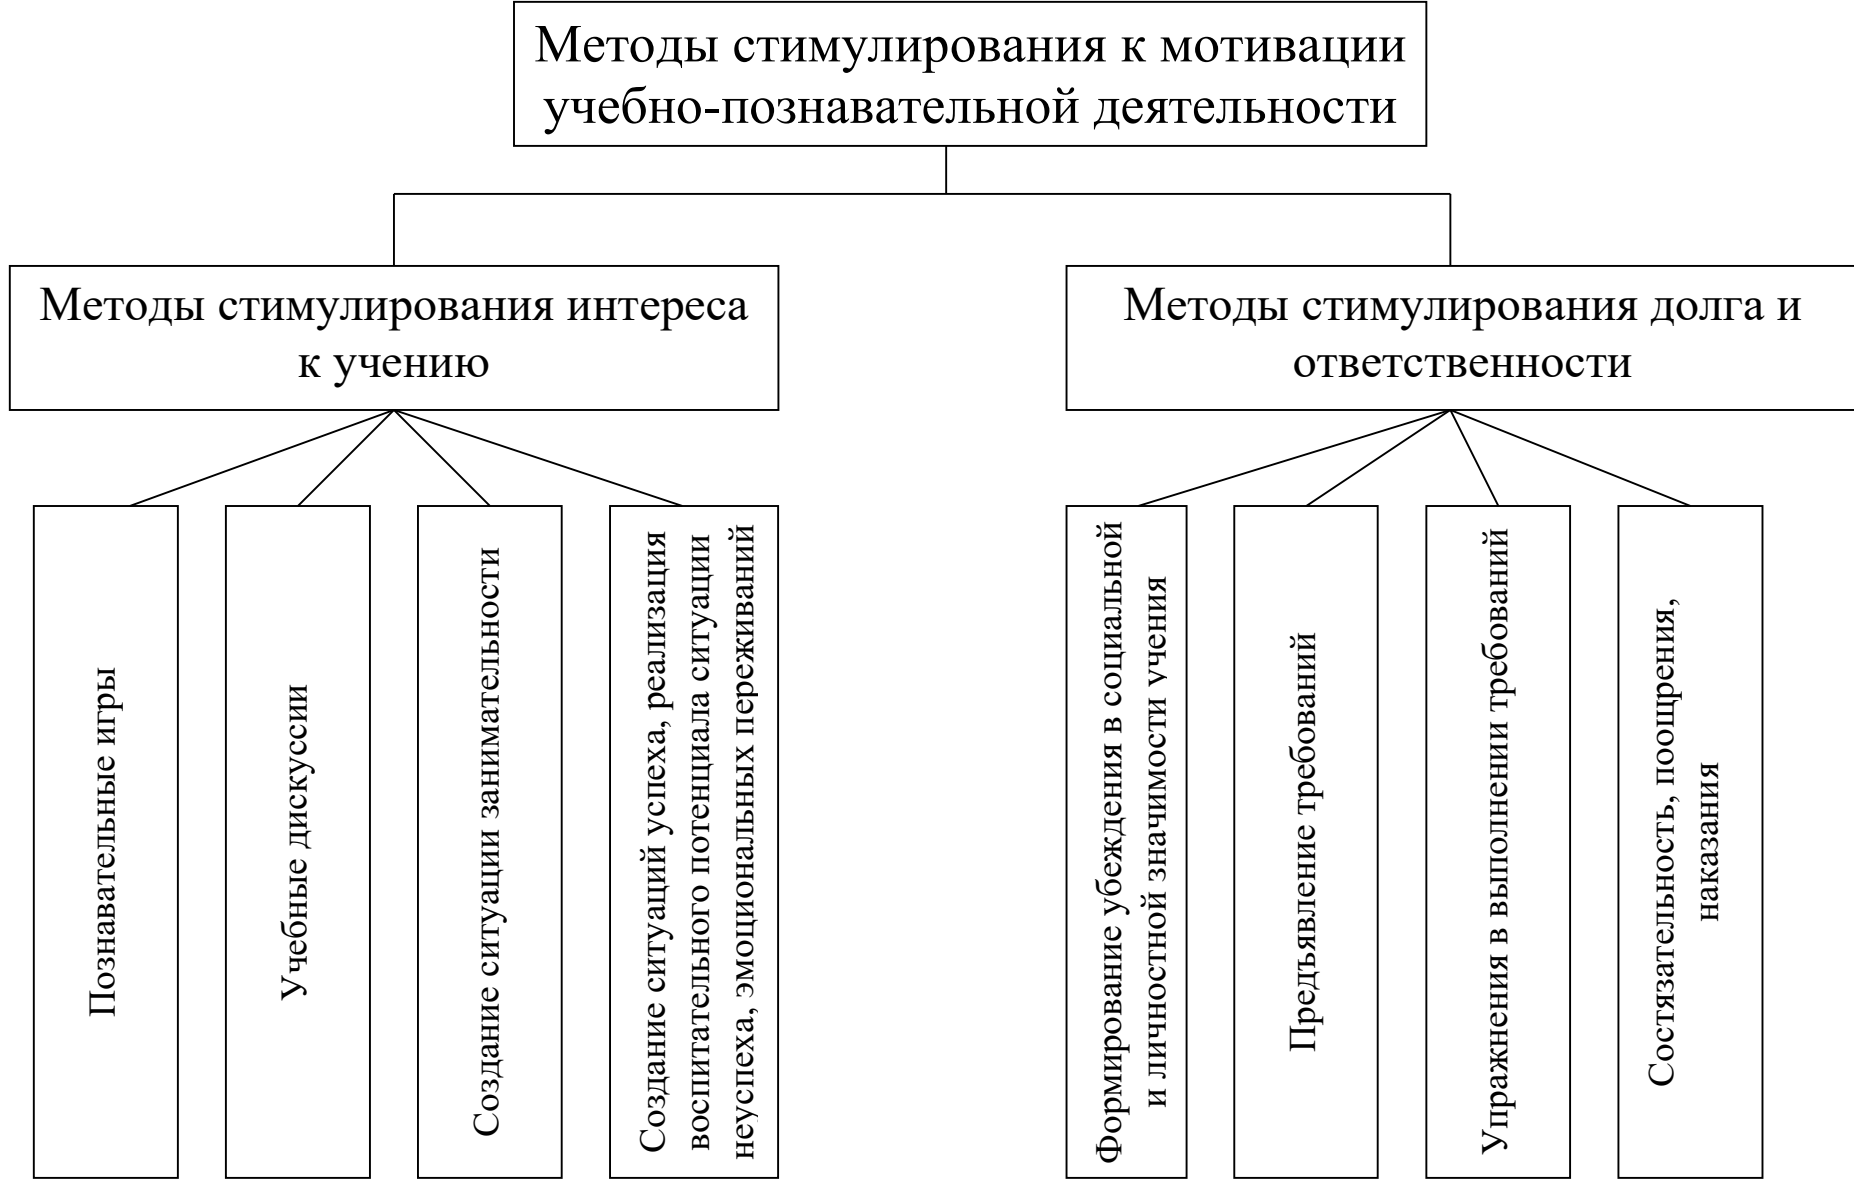 Методы стимулирования к мотивации
учебно-познавательной деятельности
Методы стимулирования интереса
к учению
Методы стимулирования долга и
ответственности
Познавательные игры
Учебные дискуссии
Создание ситуации занимательности
Создание ситуаций успеха, реализация
воспитательного потенциала ситуации
неуспеха, эмоциональных переживаний
Формирование убеждения в социальной
и личностной значимости учения
Предъявление требований
Упражнения в выполнении требований
Состязательность, поощрения,
наказания